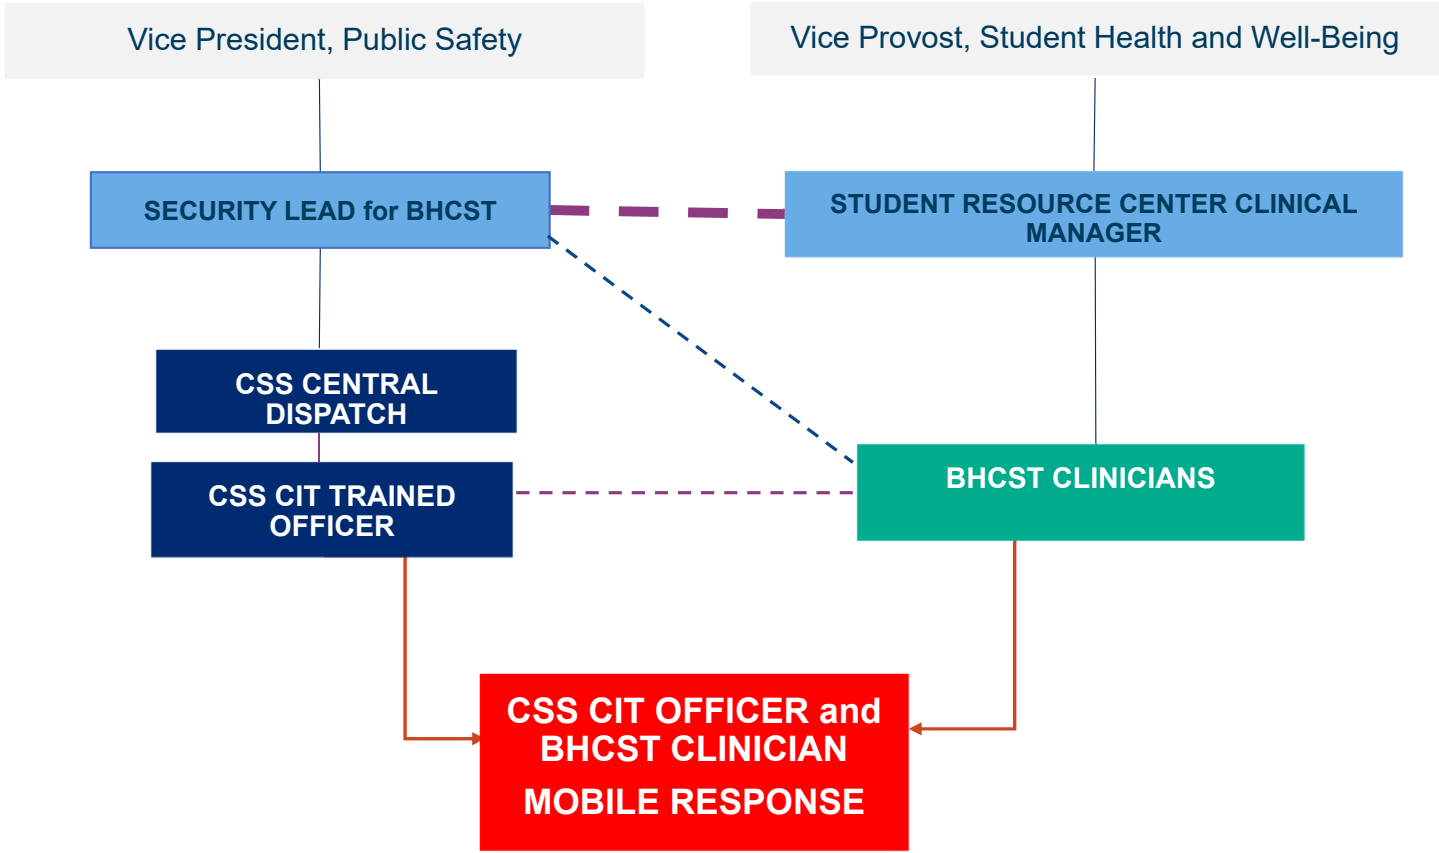 Vice President, Public Safety
Vice Provost, Student Health and Well-Being
SECURITY LEAD for BHCST
STUDENT RESOURCE CENTER CLINICAL
MANAGER
CSS CENTRAL
DISPATCH
CSS CIT TRAINED
OFFICER
BHCST CLINICIANS
CSS CIT OFFICER and
BHCST CLINICIAN
MOBILE RESPONSE